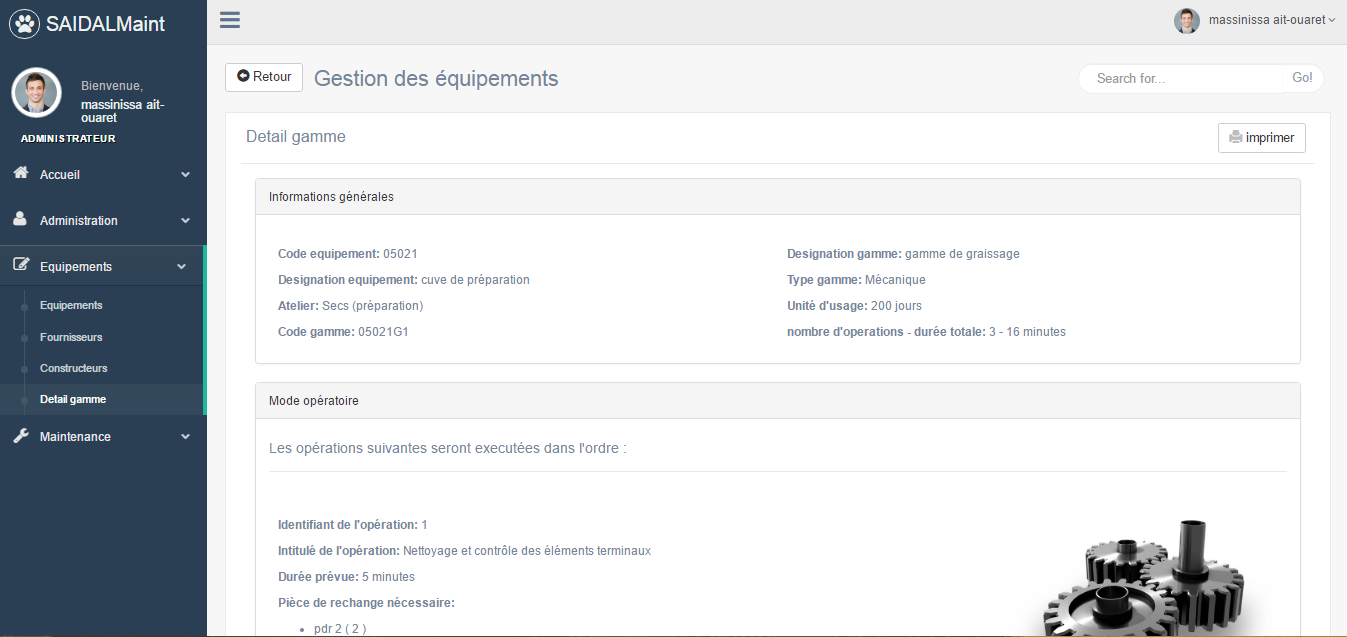 SAIDALMaint
massinissa ait-ouaret
Bienvenue,
massinissa ait-
ouaret
ADMINISTRATEUR
Accueil
Administration
Equipements
Equipements
Fournisseurs
Constructeurs
Detail gamme
Maintenance
Retour
Gestion des équipements
Search for...
Go!
Detail gamme
imprimer
Informations générales
Code equipement: 05021
Designation equipement: cuve de préparation
Atelier: Secs (préparation)
Code gamme: 05021G1
Designation gamme: gamme de graissage
Type gamme: Mécanique
Unité d'usage: 200 jours
nombre d'operations - durée totale: 3 - 16 minutes
Mode opératoire
Les opérations suivantes seront executées dans l'ordre :
Identifiant de l'opération: 1
Intitulé de l'opération: Nettoyage et contrôle des éléments terminaux
Durée prévue: 5 minutes
Pièce de rechange nécessaire:
• pdr 2 ( 2 )